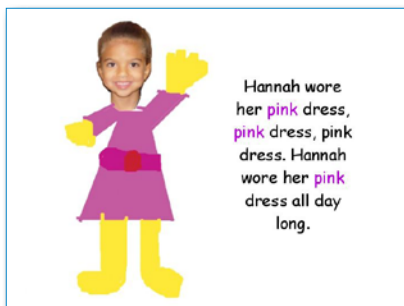 Hannah wore
her pink dress,
pink dress, pink
dress. Hannah
wore her pink
dress all day
long.